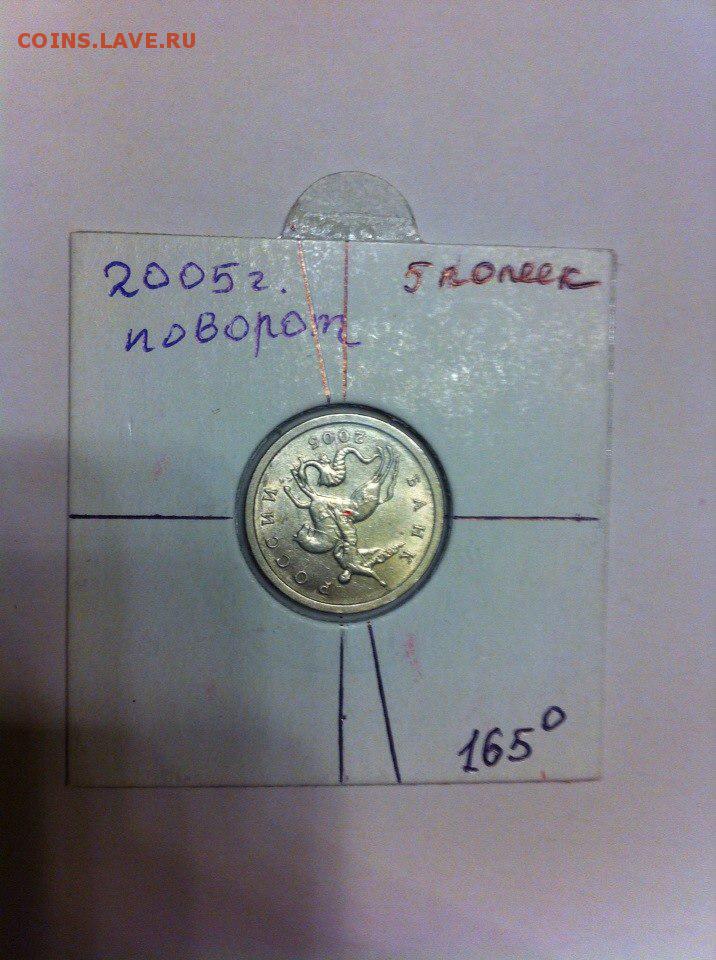 COINS.LAVE.RU
2005г. 5 копеек
поворот
2005
БАНК РОССИИ
165°